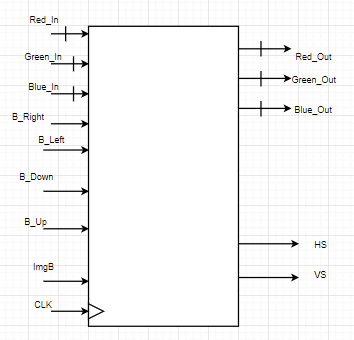 Red_In
Green_In
Blue_In
B_Right
B_Left
B_Down
B_Up
ImgB
CLK
Red_Out
Green_Out
Blue_Out
HS
VS